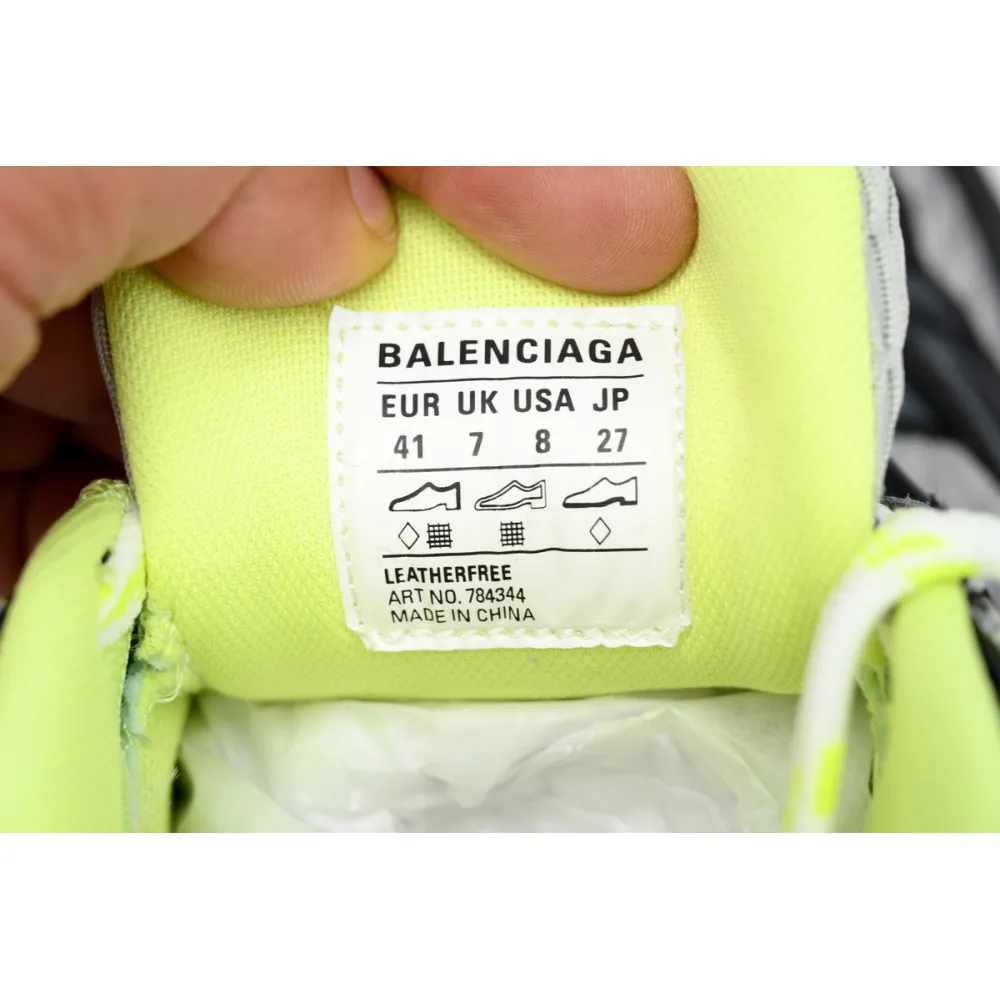 BALENCIAGA
EUR UK USA JP
41 7 8 27
LEATHERFREE
ART NO. 784344
MADE IN CHINA